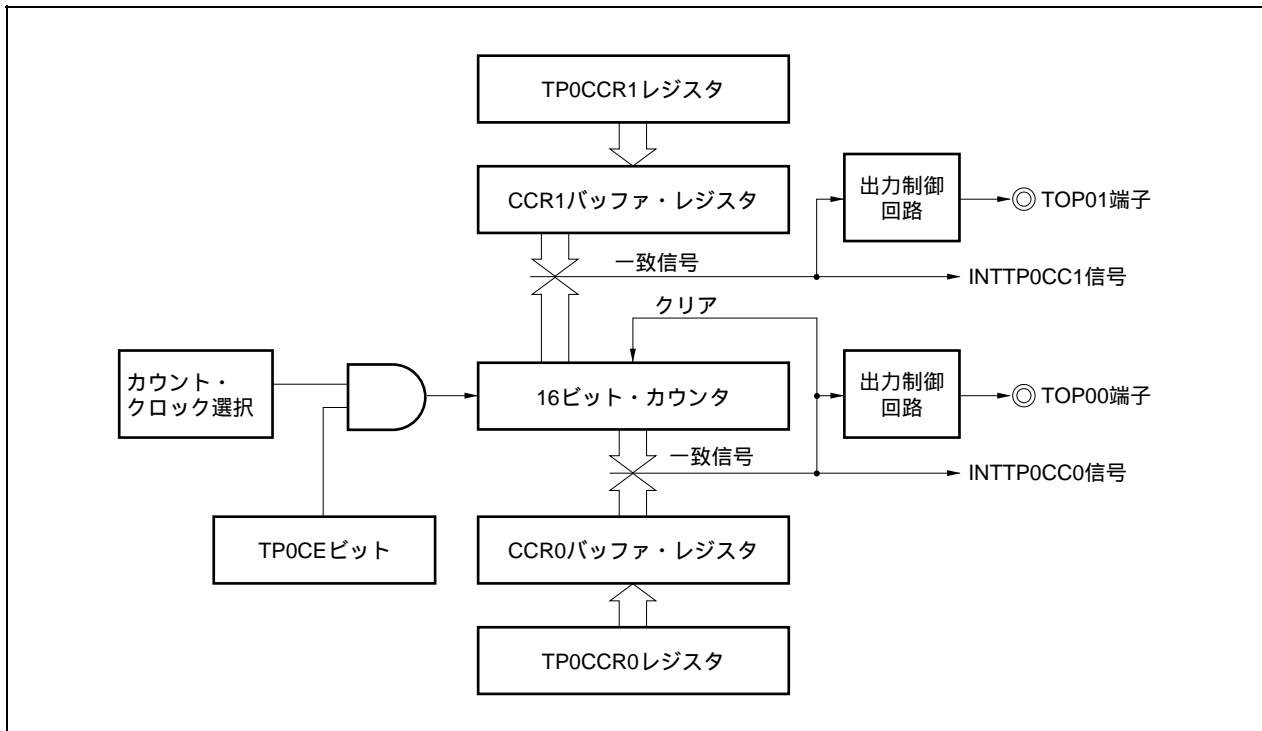 TP0CCR1レジスタ
CCR1バッファ・レジスタ
出力制御
回路
TOP01端子
一致信号
INTTP0CC1信号
クリア
カウント・
クロック選択
16ビット・カウンタ
出力制御
回路
TOP00端子
一致信号
INTTP0CC0信号
TP0CEビット
CCR0バッファ・レジスタ
TP0CCR0レジスタ